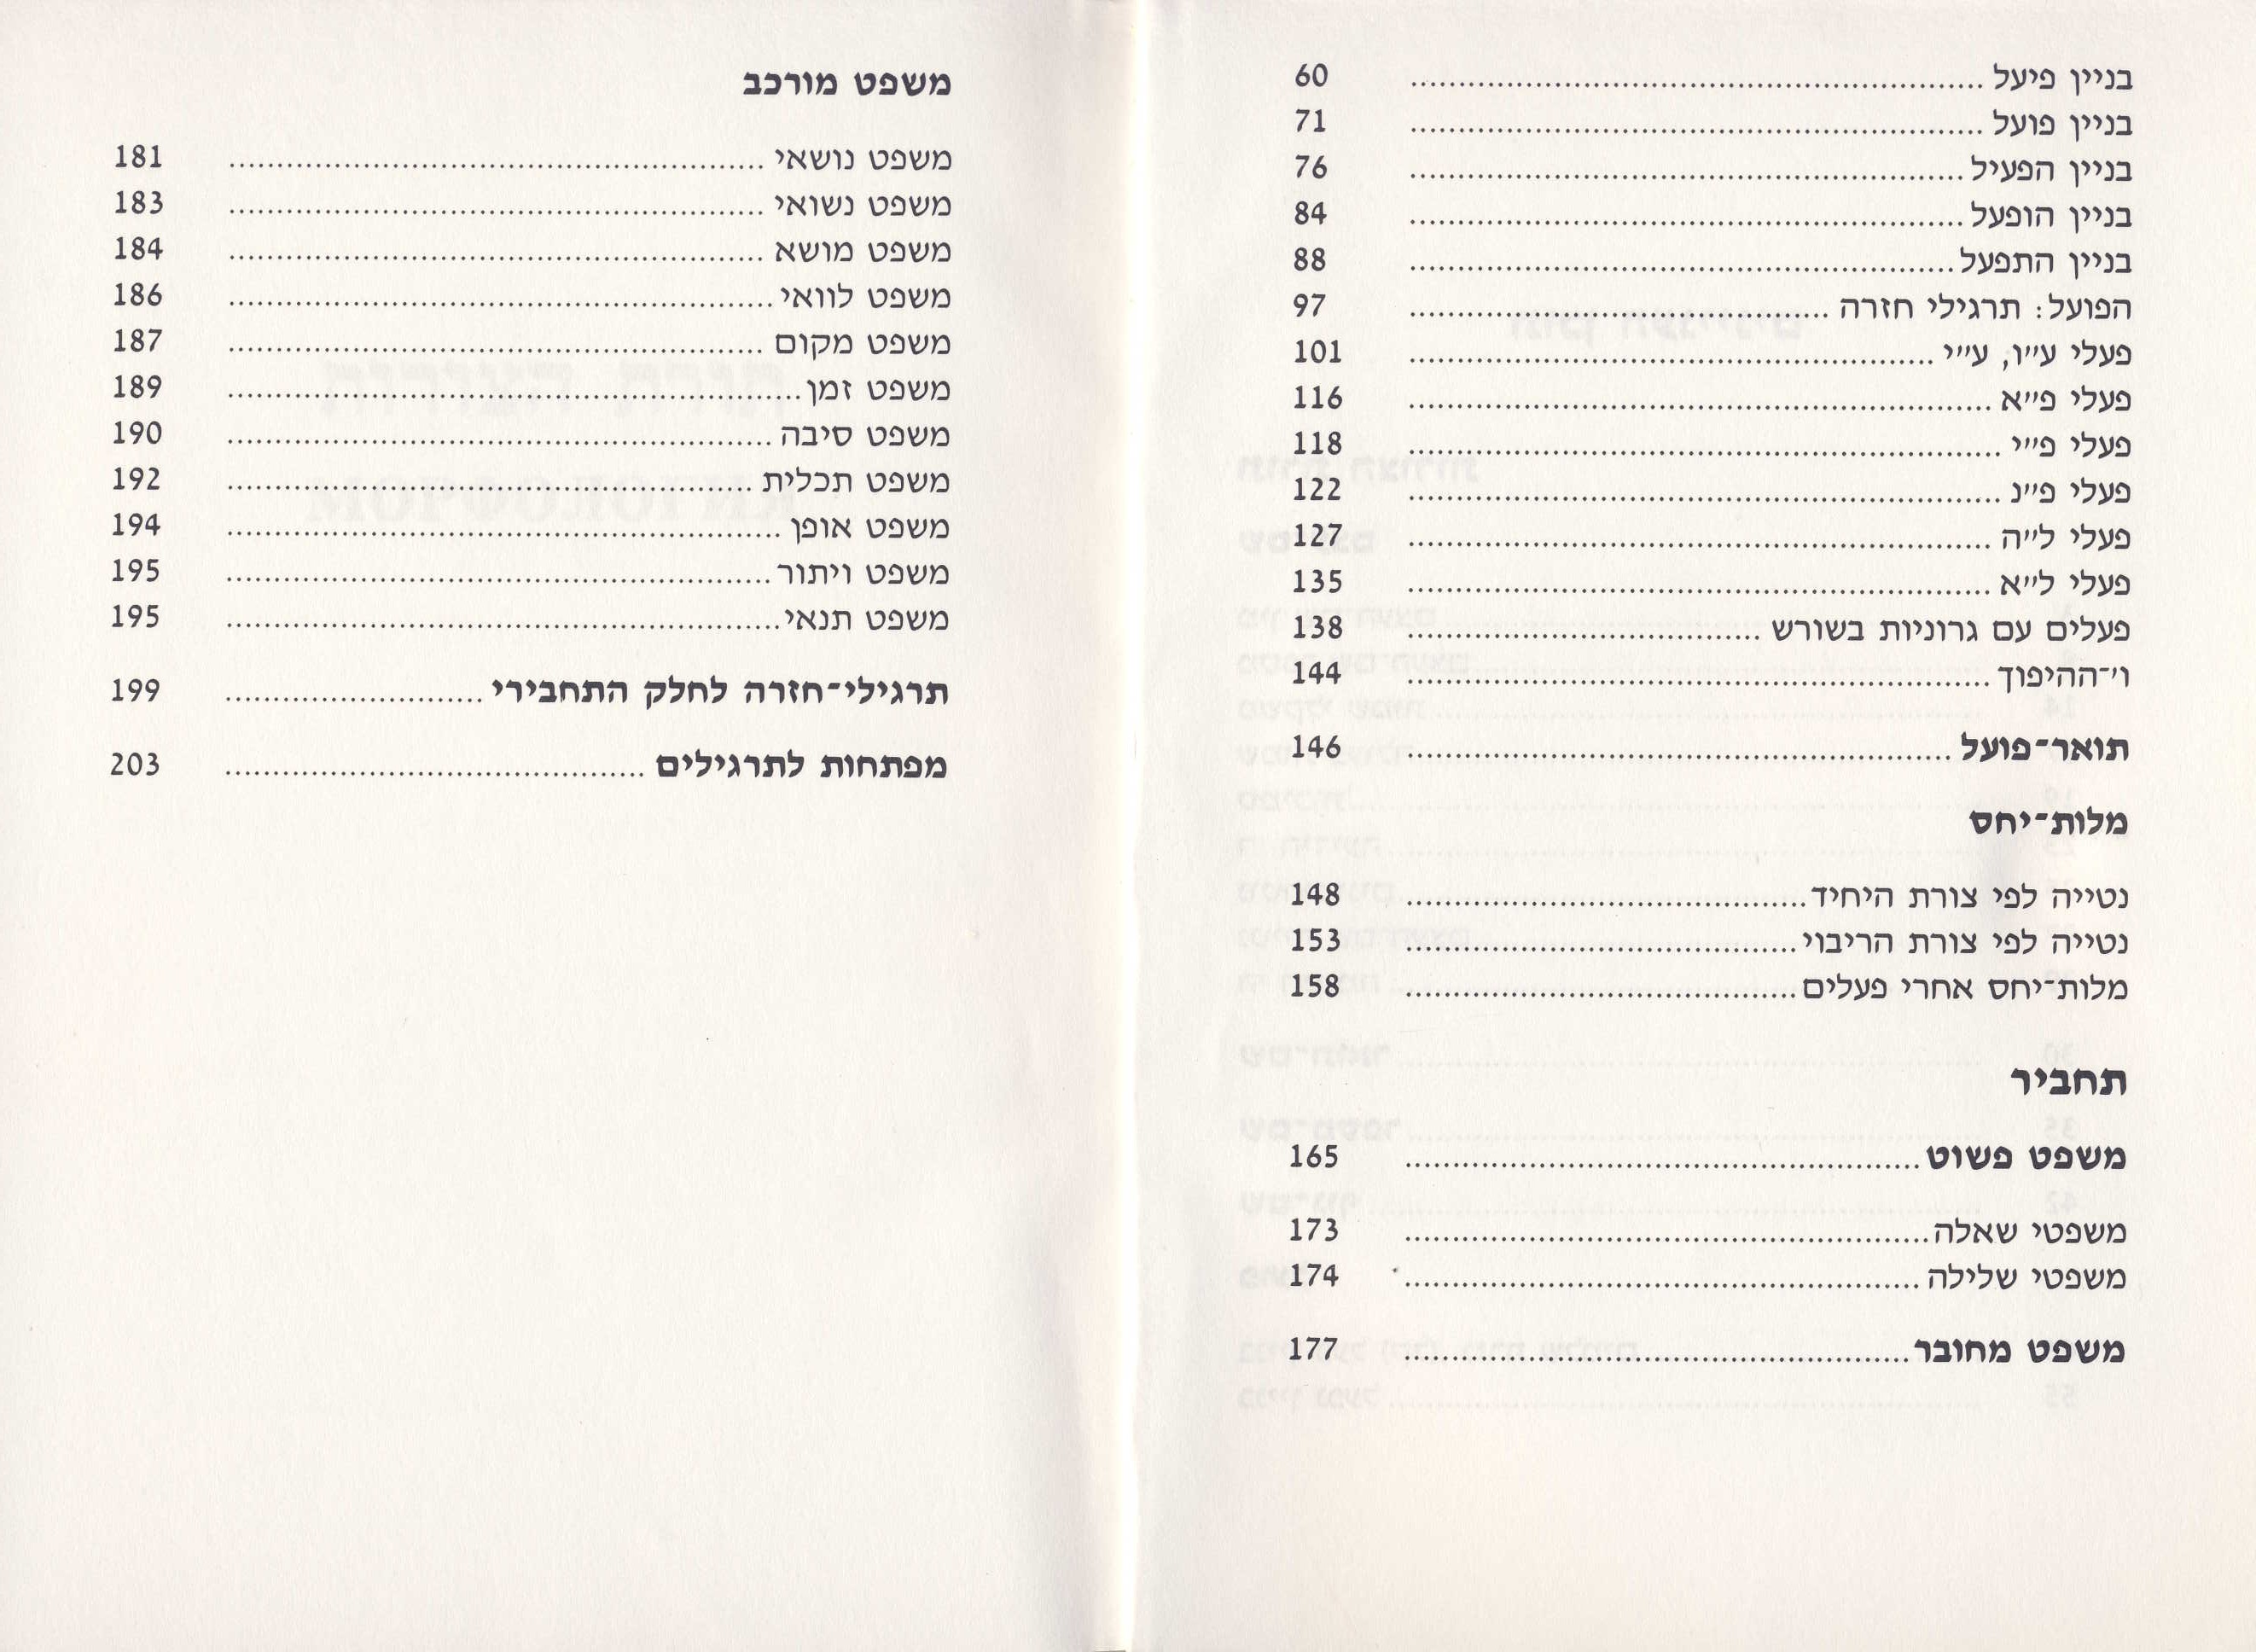 בניין פיעל ........ 60
בניין פועל ........ 71
בניין הפעיל ........ 76
בניין הופעל ........ 84
בניין התפעל ........ 88
הפועל: תרגילי חזרה ........ 97
פעלי ע״ו, ע״י ........ 101
פעלי פ״א ........ 116
פעלי פ״י ........ 118
פעלי פ״נ ........ 122
פעלי ל״ה ........ 127
פעלי ל״א ........ 135
פעלים עם גרוניות בשורש ........ 138
ו׳־ההיפוך ........ 144
תואר־פועל ........ 146
מלות־יחס
נטייה לפי צורת היחיד ........ 148
נטייה לפי צורת הריבוי ........ 153
מלות־יחס אחרי פעלים ........ 158
תחביר
משפט פשוט ........ 165
משפטי שאלה ........ 173
משפטי שלילה ........ 174
משפט מחובר ........ 177
משפט מורכב
משפט נושאי ........ 181
משפט נשואי ........ 183
משפט מושא ........ 184
משפט לוואי ........ 186
משפט מקום ........ 187
משפט זמן ........ 189
משפט סיבה ........ 190
משפט תכלית ........ 192
משפט אופן ........ 194
משפט ויתור ........ 195
משפט תנאי ........ 195
תרגילי־חזרה לחלק התחבירי ........ 199
מפתחות לתרגילים ........ 203